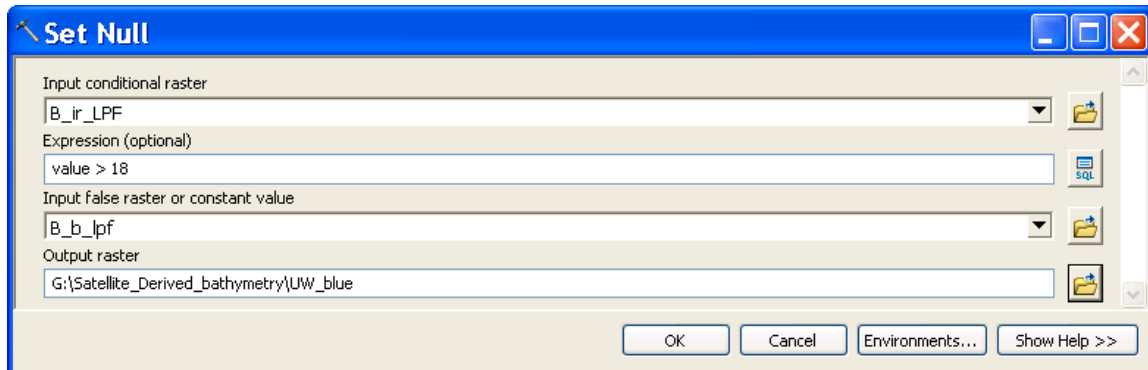 Set Null
Input conditional raster
B_ir_LPF
Expression (optional)
value > 18
SQL
Input false raster or constant value
B_b_lpf
Output raster
G:\Satellite_Derived_bathymetry\UW_blue
OK Cancel Environments... Show Help >>